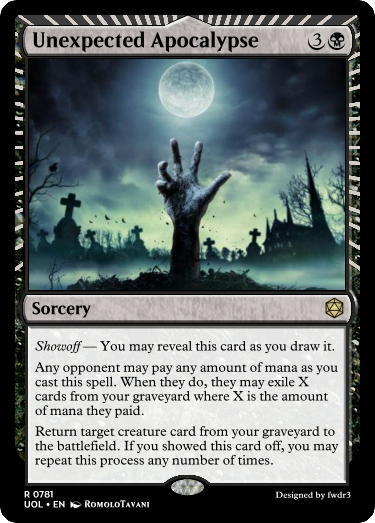 Unexpected Apocalypse 3
Sorcery
Showoff — You may reveal this card as you draw it.
Any opponent may pay any amount of mana as you
cast this spell. When they do, they may exile X
cards from your graveyard where X is the amount
of mana they paid.
Return target creature card from your graveyard to
the battlefield. If you showed this card off, you may
repeat this process any number of times.
R 0781
UOL • EN RomoloTavani
Designed by fwdr3